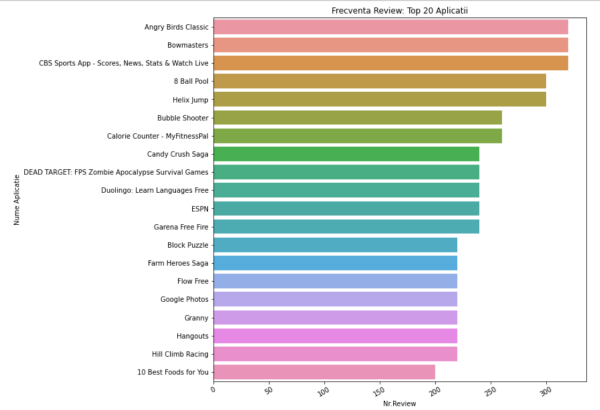 Frecventa Review: Top 20 Aplicatii
Nume Aplicatie
Angry Birds Classic
Bowmasters
CBS Sports App - Scores, News, Stats & Watch Live
8 Ball Pool
Helix Jump
Bubble Shooter
Calorie Counter - MyFitnessPal
Candy Crush Saga
DEAD TARGET: FPS Zombie Apocalypse Survival Games
Duolingo: Learn Languages Free
ESPN
Garena Free Fire
Block Puzzle
Farm Heroes Saga
Flow Free
Google Photos
Granny
Hangouts
Hill Climb Racing
10 Best Foods for You
0 50 100 150 200 250 300
Nr.Review